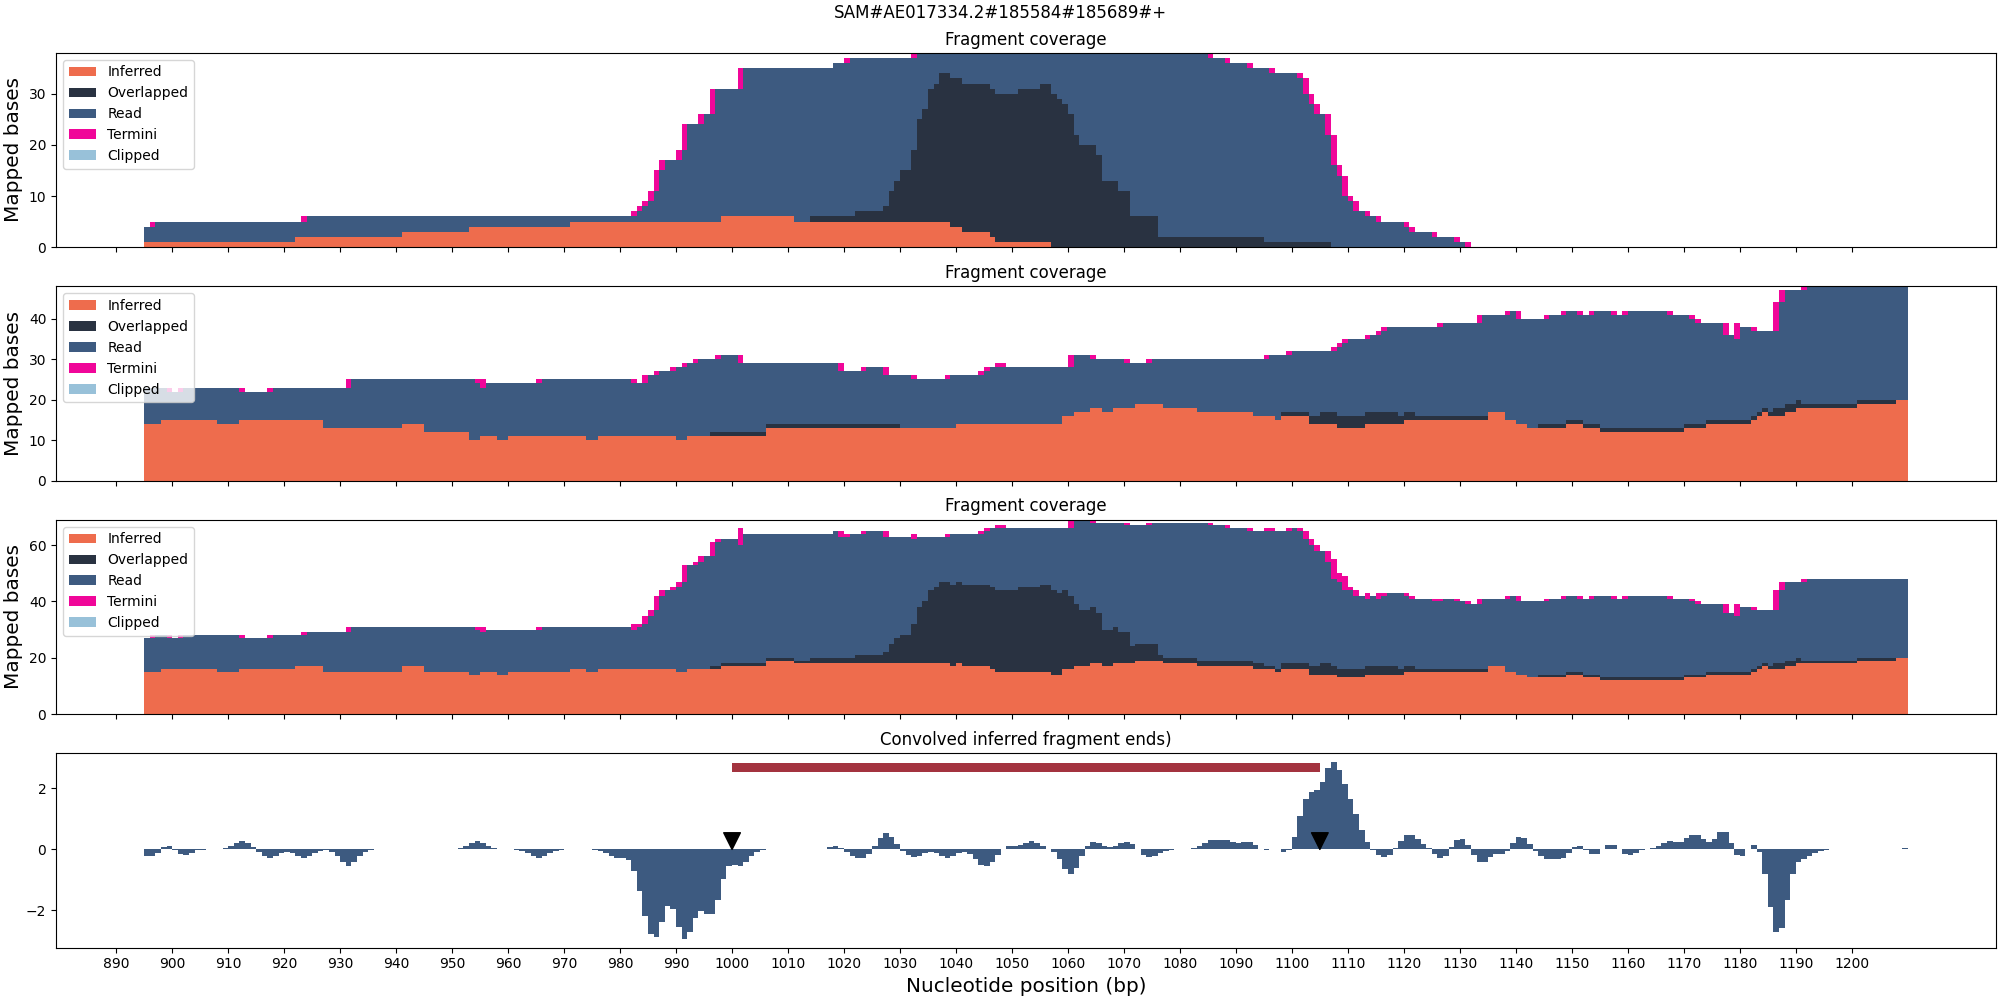 SAM#AE017334.2#185584#185689#+
Fragment coverage
Mapped bases
30
20
10
0
Inferred
Overlapped
Read
Termini
Clipped
Fragment coverage
Mapped bases
40
30
20
10
0
Inferred
Overlapped
Read
Termini
Clipped
Fragment coverage
Mapped bases
60
40
20
0
Inferred
Overlapped
Read
Termini
Clipped
Convolved inferred fragment ends)
2
0
−2
890 900 910 920 930 940 950 960 970 980 990 1000 1010 1020 1030 1040 1050 1060 1070 1080 1090 1100 1110 1120 1130 1140 1150 1160 1170 1180 1190 1200
Nucleotide position (bp)